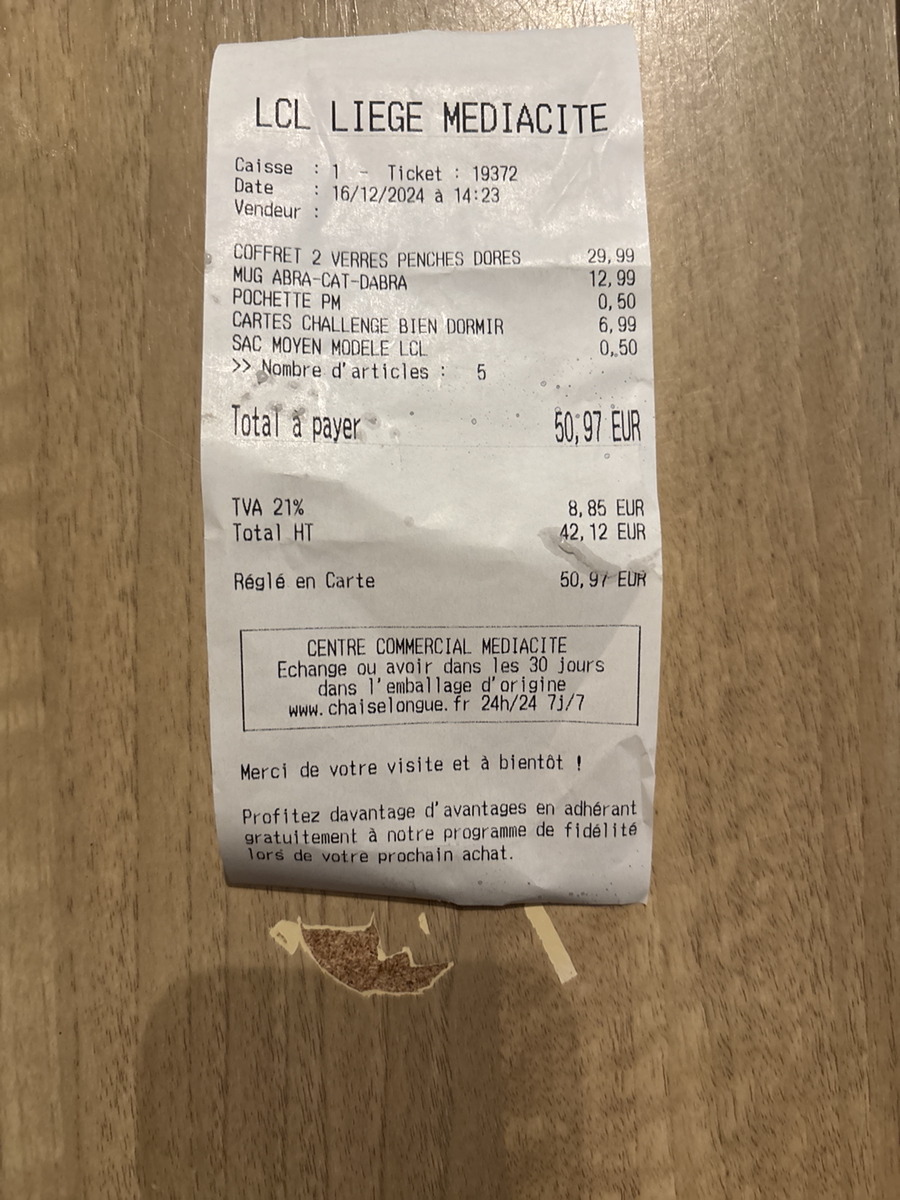 LCL LIEGE MEDIACITE
Caisse : 1 - Ticket : 19372
Date : 16/12/2024 à 14:23
Vendeur :
COFFRET 2 VERRES PENCHES DORES 29,99
MUG ABRA-CAT-DABRA 12,99
POCHETTE PM 0,50
CARTES CHALLENGE BIEN DORMIR 6,99
SAC MOYEN MODELE LCL 0,50
>> Nombre d'articles : 5
Total à payer 50,97 EUR
TVA 21% 8,85 EUR
Total HT 42,12 EUR
Réglé en Carte 50,97 EUR
CENTRE COMMERCIAL MEDIACITE
Echange ou avoir dans les 30 jours
dans l'emballage d'origine
www.chaiselongue.fr 24h/24 7j/7
Merci de votre visite et à bientôt !
Profitez davantage d'avantages en adhérant
gratuitement à notre programme de fidélité
lors de votre prochain achat.